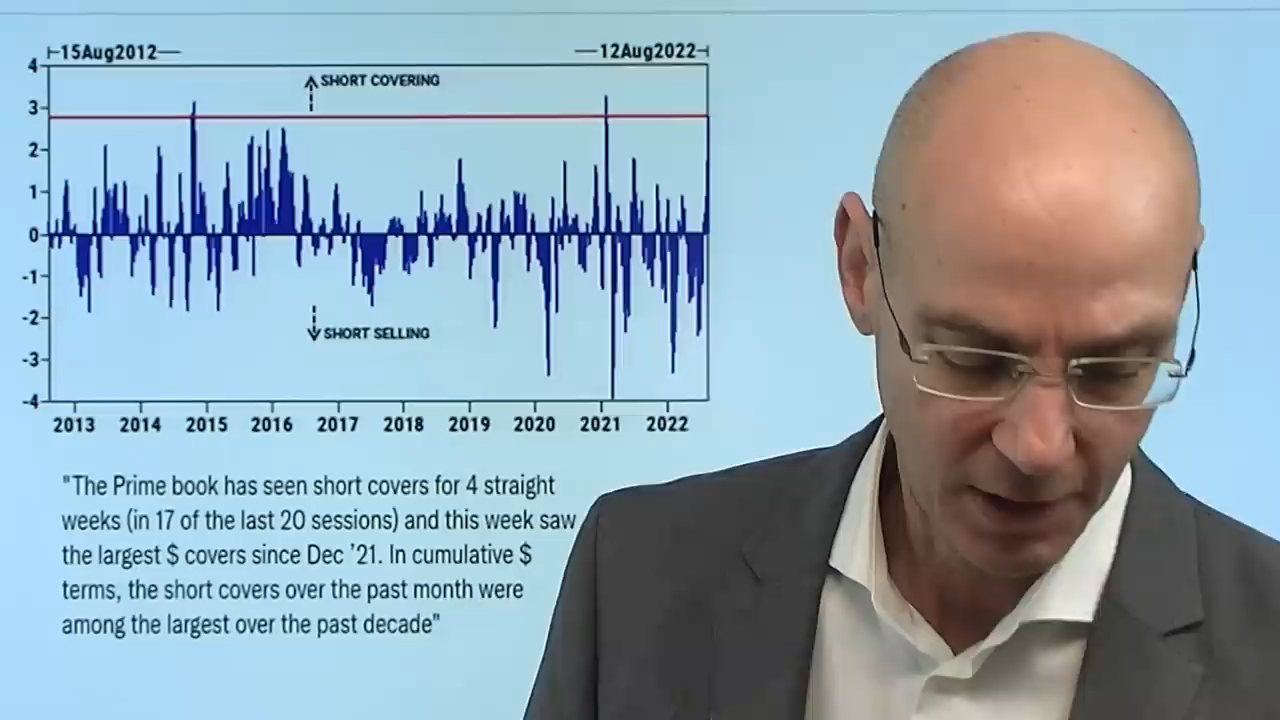 15Aug2012
12Aug2022
4
SHORT COVERING
3
2
1
0
-1
-2
SHORT SELLING
-3
-4
2013 2014 2015 2016 2017 2018 2019 2020 2021 2022
"The Prime book has seen short covers for 4 straight
weeks (in 17 of the last 20 sessions) and this week saw
the largest $ covers since Dec '21. In cumulative $
terms, the short covers over the past month were
among the largest over the past decade"